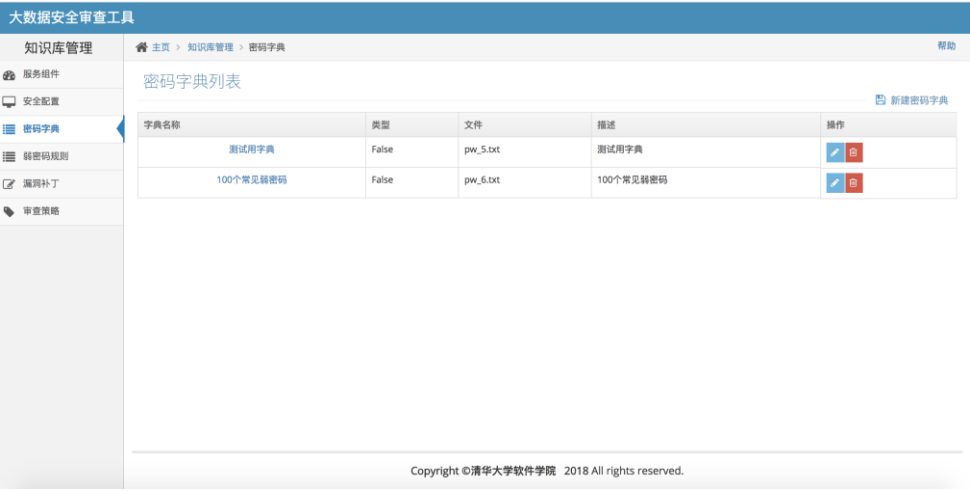 大数据安全审查工具
知识库管理
主页 > 知识库管理 > 密码字典
帮助
服务组件
安全配置
密码字典
弱密码规则
漏洞补丁
审查策略
密码字典列表
新建密码字典
字典名称 类型 文件 描述 操作
测试用字典 False pw_5.txt 测试用字典
100个常见弱密码 False pw_6.txt 100个常见弱密码
Copyright ©清华大学软件学院 2018 All rights reserved.